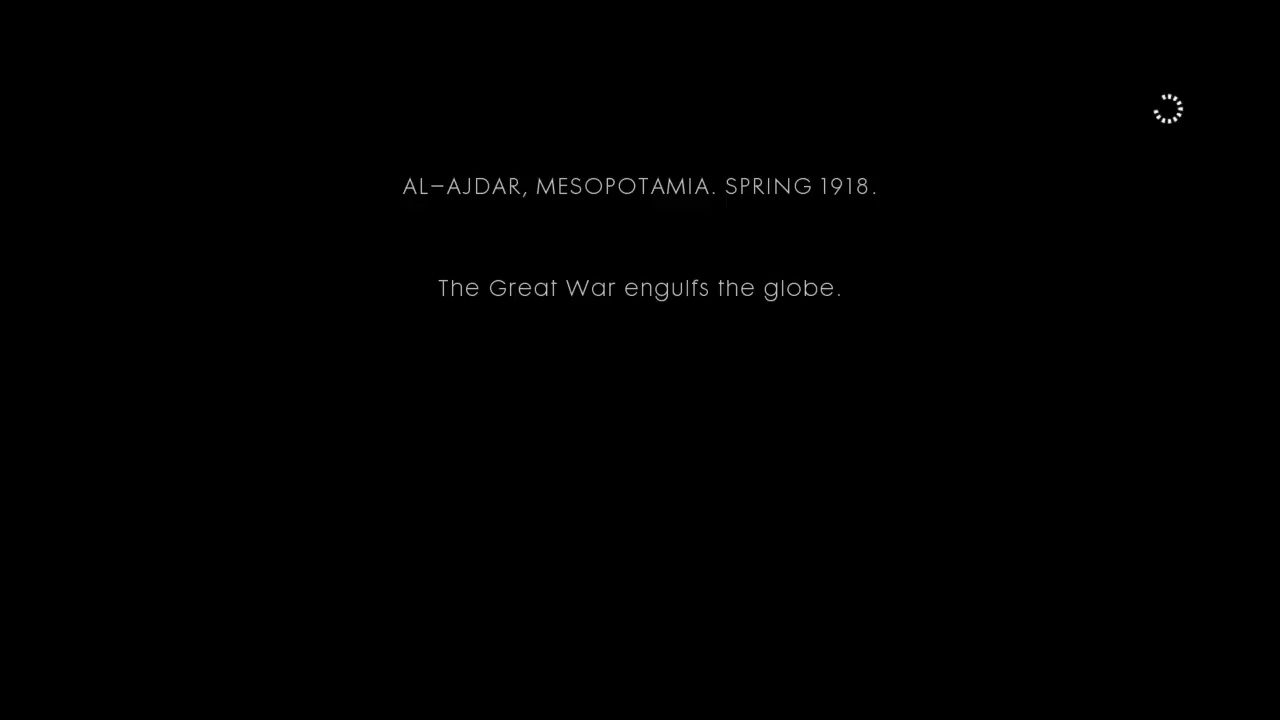 AL-AJDAR, MESOPOTAMIA. SPRING 1918.
The Great War engulfs the globe.